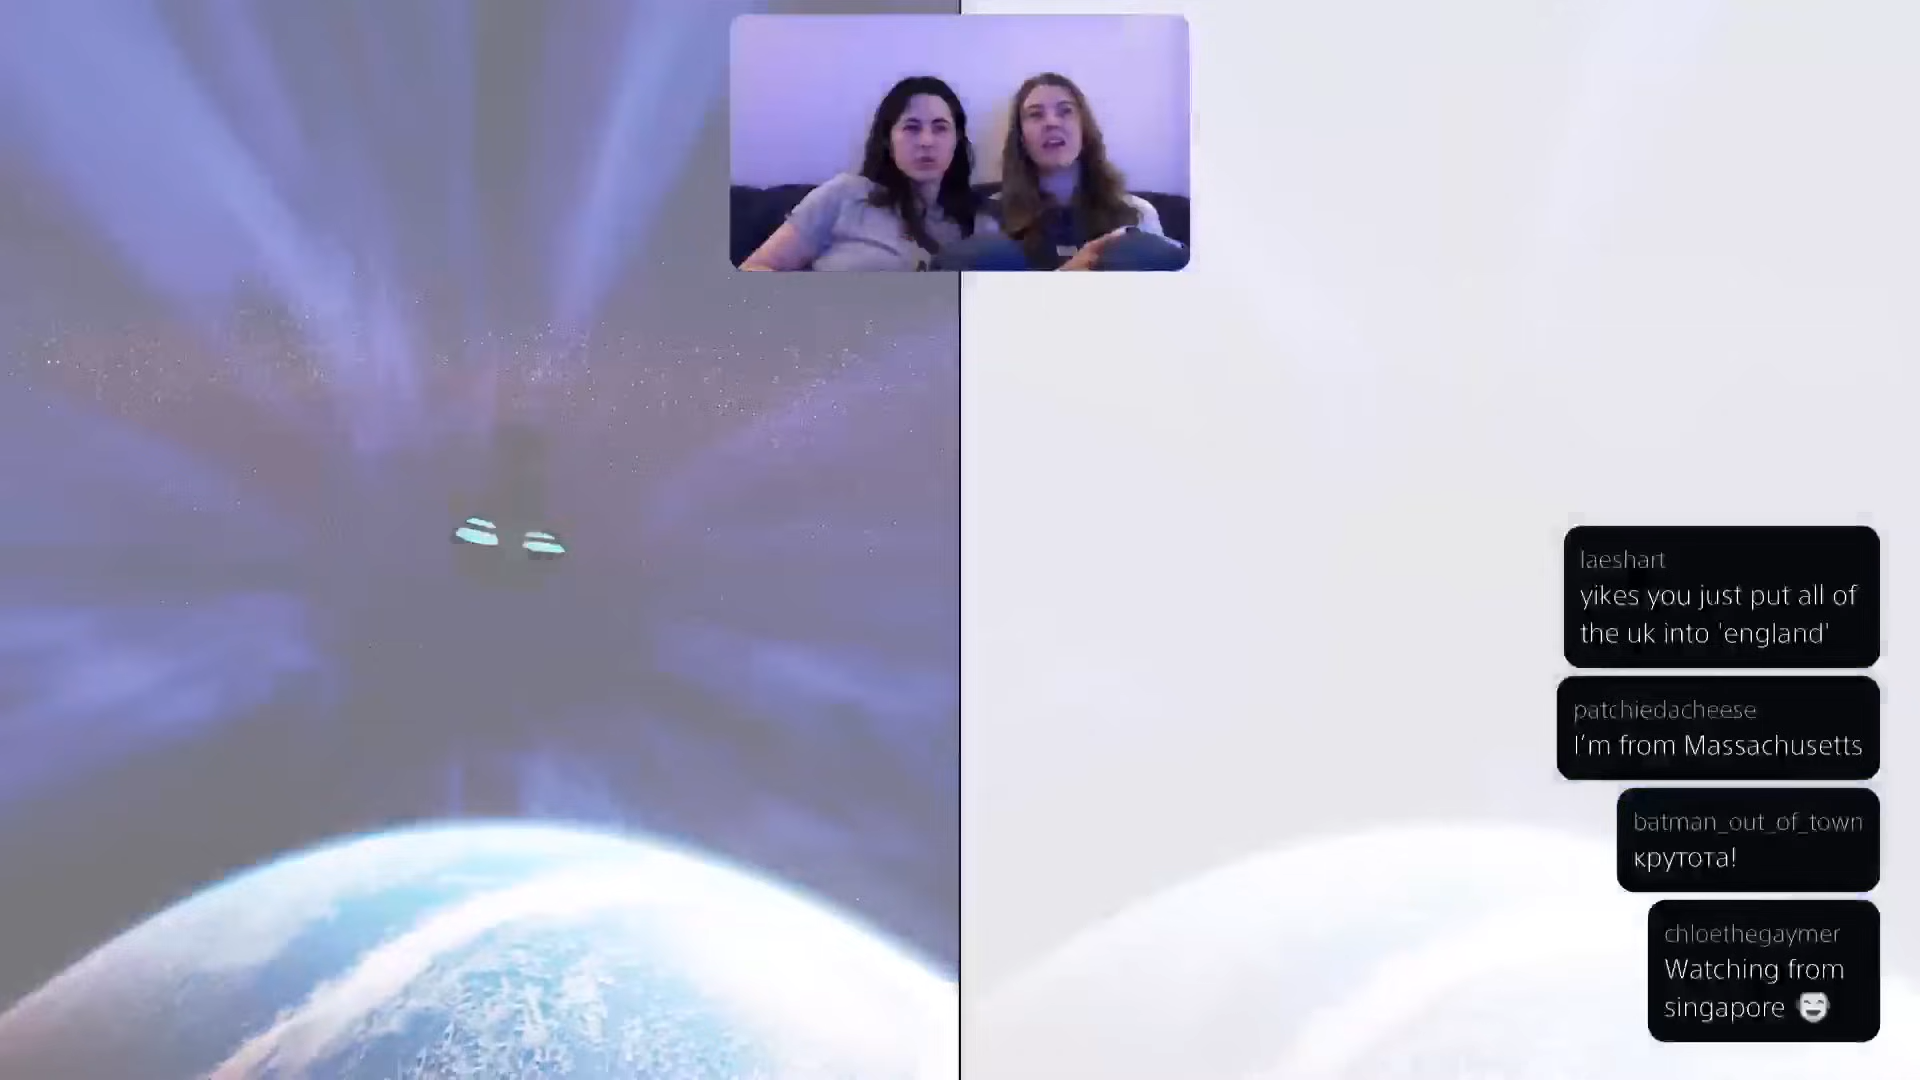 laeshart
yikes you just put all of
the uk into 'england'
patchiedacheese
I'm from Massachusetts
batman_out_of_town
крутота!
chloethegaymer
Watching from
singapore